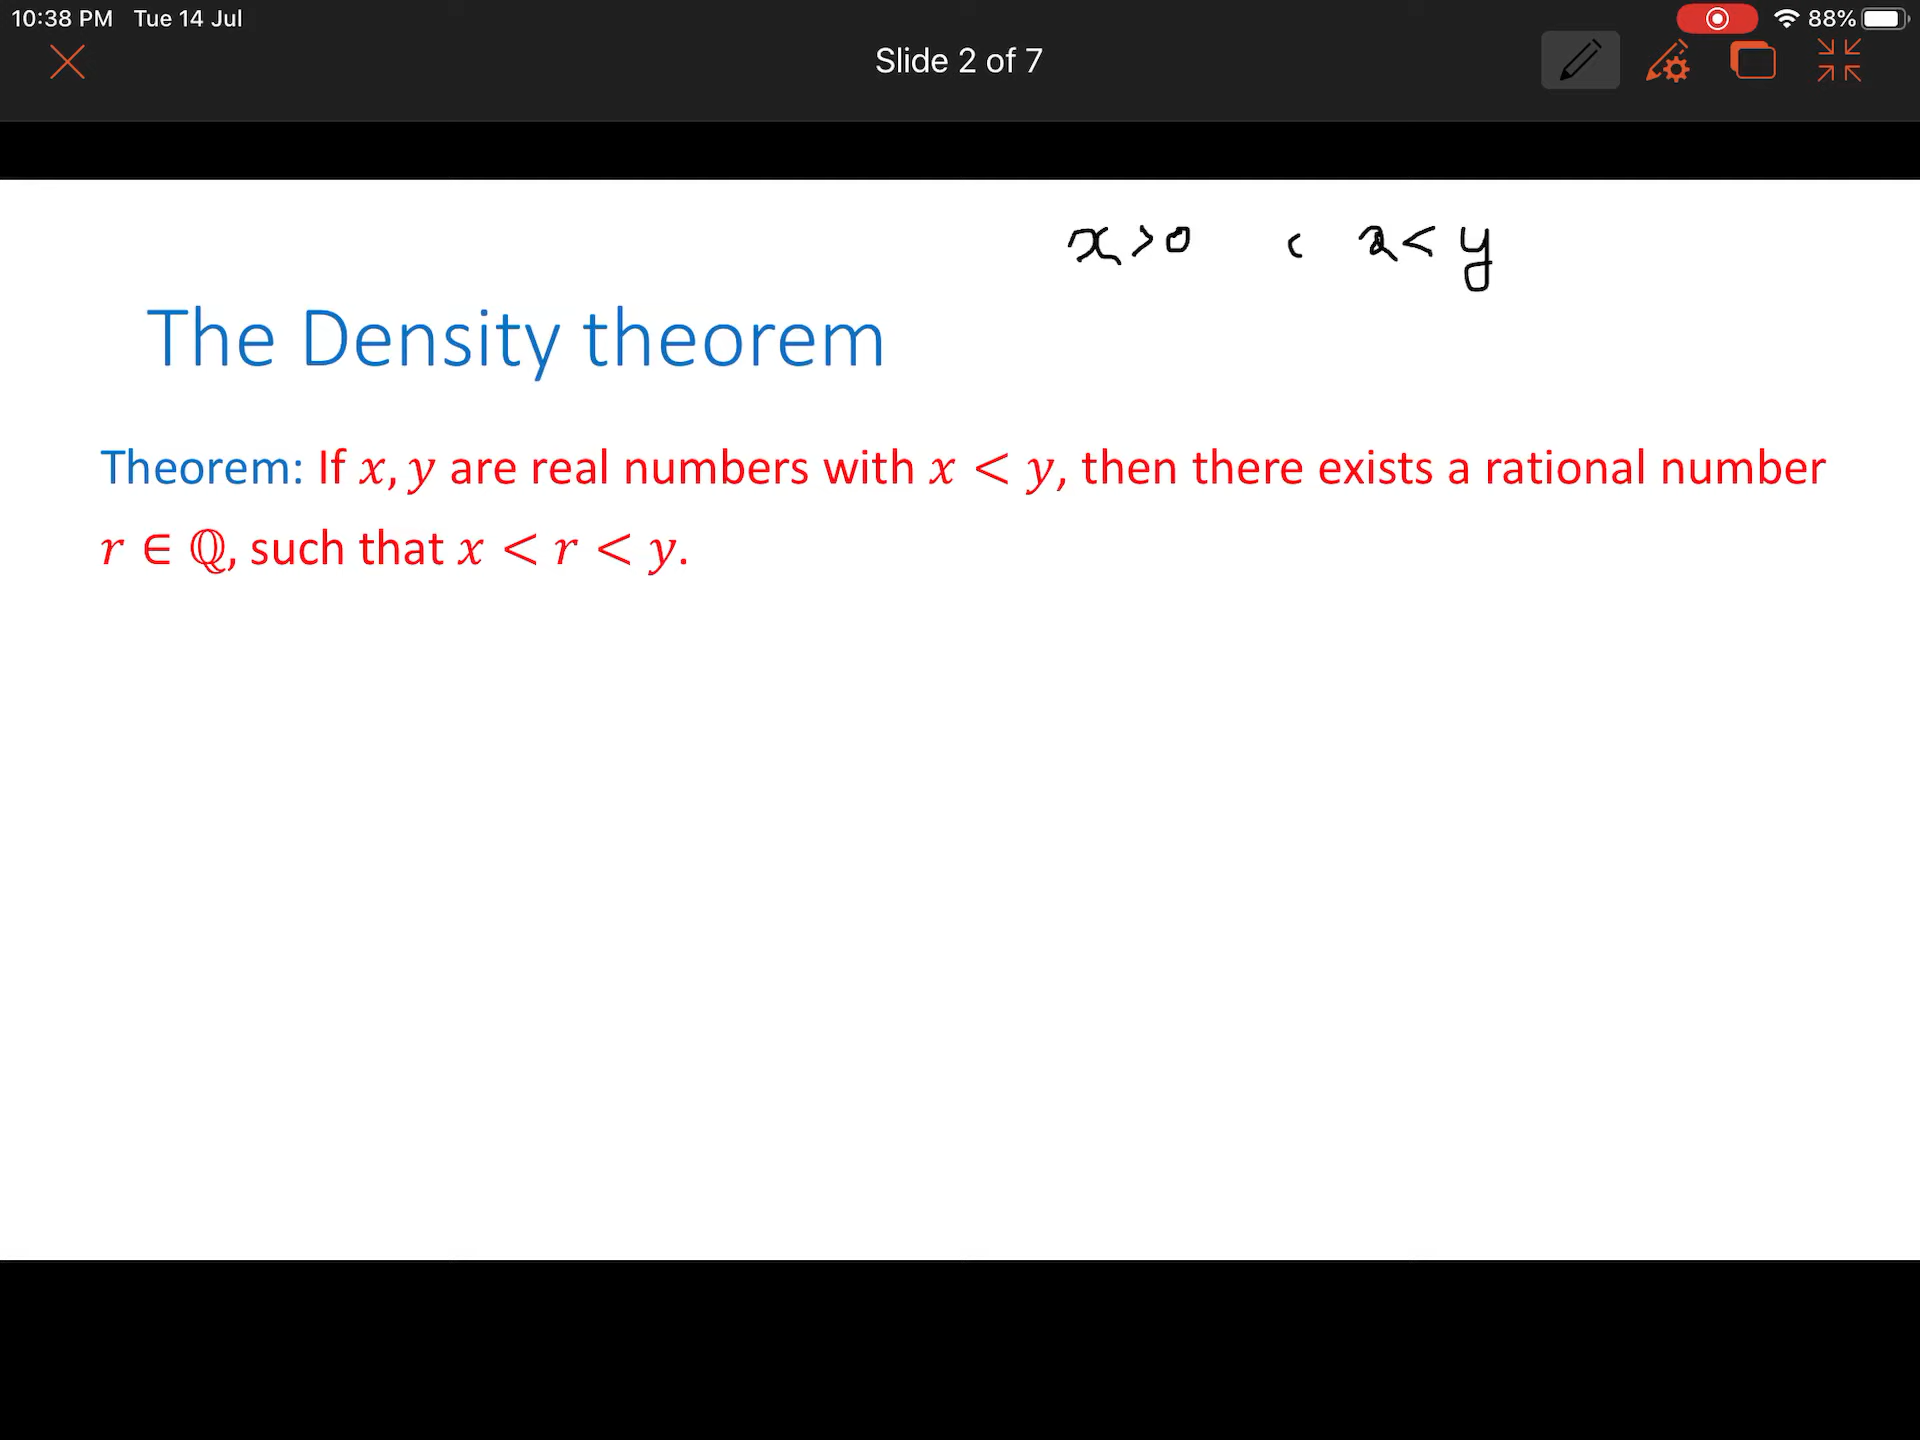 10:38 PM Tue 14 Jul 88%
Slide 2 of 7
x>0 ( x< y
The Density theorem
Theorem: If x, y are real numbers with x < y, then there exists a rational number
r ∈ ℚ, such that x < r < y.